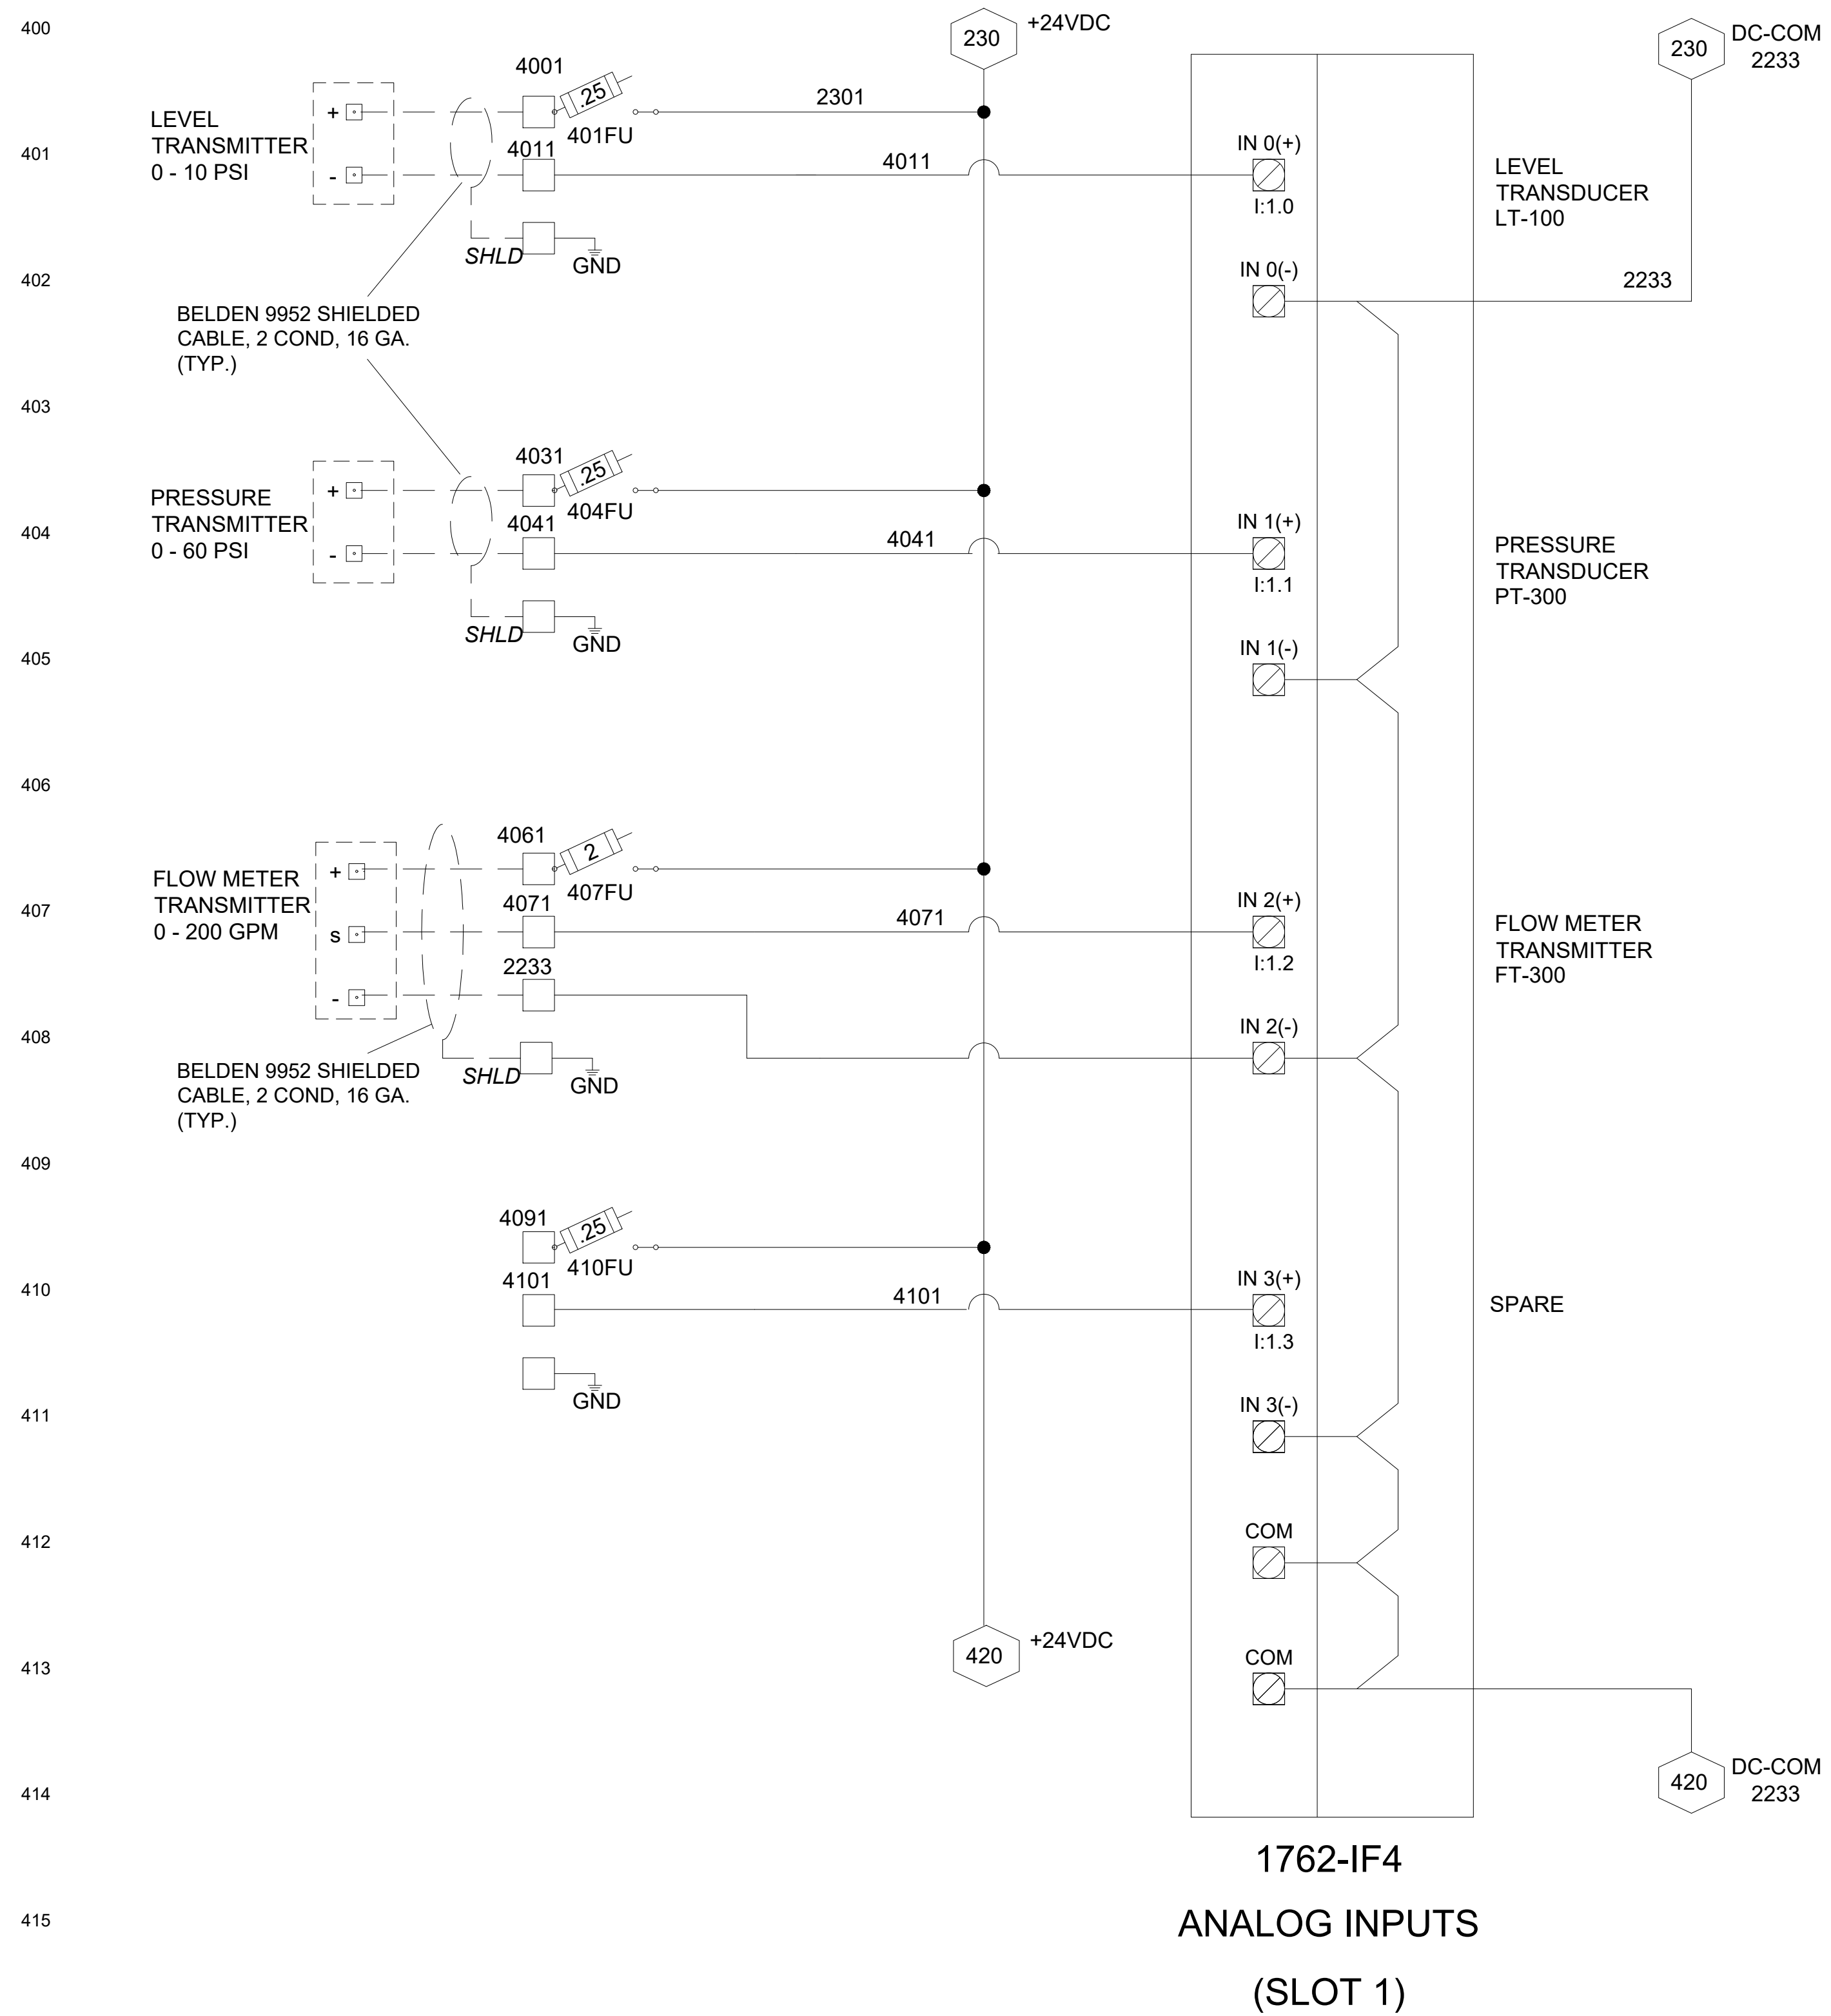 400
230
+24VDC
230
DC-COM
2233
4001
.25
401FU
2301
LEVEL
TRANSMITTER
0 - 10 PSI
+
-
401
4011
4011
IN 0(+)
I:1.0
LEVEL
TRANSDUCER
LT-100
SHLD
GND
402
IN 0(-)
2233
BELDEN 9952 SHIELDED
CABLE, 2 COND, 16 GA.
(TYP.)
403
4031
.25
404FU
PRESSURE
TRANSMITTER
0 - 60 PSI
+
-
404
4041
4041
IN 1(+)
I:1.1
PRESSURE
TRANSDUCER
PT-300
SHLD
GND
405
IN 1(-)
406
4061
2
407FU
FLOW METER
TRANSMITTER
0 - 200 GPM
+
S
-
407
4071
4071
IN 2(+)
I:1.2
FLOW METER
TRANSMITTER
FT-300
2233
408
IN 2(-)
SHLD
GND
BELDEN 9952 SHIELDED
CABLE, 2 COND, 16 GA.
(TYP.)
409
4091
.25
410FU
410
4101
4101
IN 3(+)
I:1.3
SPARE
GND
411
IN 3(-)
412
COM
420
+24VDC
413
COM
414
420
DC-COM
2233
1762-IF4
415
ANALOG INPUTS
(SLOT 1)